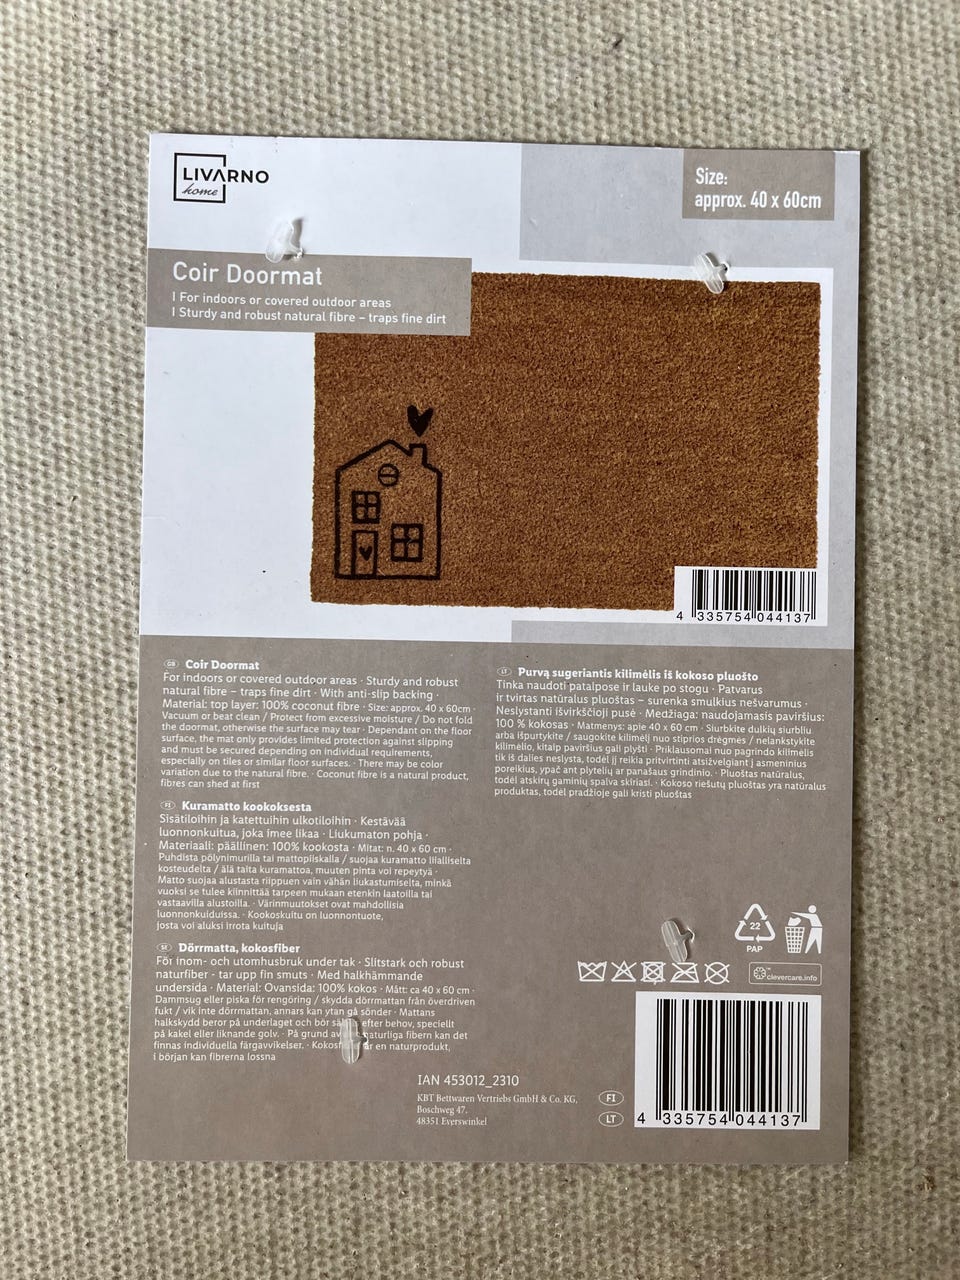 LIVARNO
home
Size:
approx. 40 x 60cm
Coir Doormat
I For indoors or covered outdoor areas
I Sturdy and robust natural fibre – traps fine dirt
4 335754 044137
GB Coir Doormat
For indoors or covered outdoor areas · Sturdy and robust
natural fibre – traps fine dirt · With anti-slip backing ·
Material: top layer: 100% coconut fibre · Size: approx. 40 x 60cm ·
Vacuum or beat clean / Protect from excessive moisture / Do not fold
the doormat, otherwise the surface may tear · Dependant on the floor
surface, the mat only provides limited protection against slipping
and must be secured depending on individual requirements,
especially on tiles or similar floor surfaces. · There may be color
variation due to the natural fibre. · Coconut fibre is a natural product,
fibres can shed at first
FI Kuramatto kookoksesta
Sisätiloihin ja katettuihin ulkotiloihin · Kestävää
luonnonkuitua, joka imee likaa · Liukumaton pohja ·
Materiaali: päällinen: 100% kookosta · Mitat: n. 40 x 60 cm ·
Puhdista pölynimurilla tai mattopiiskalla / suojaa kuramatto liialliselta
kosteudelta / älä taita kuramattoa, muuten pinta voi repeytyä ·
Matto suojaa alustasta riippuen vain vähän liukastumiselta, minkä
vuoksi se tulee kiinnittää tarpeen mukaan etenkin laatoilla tai
vastaavilla alustoilla. · Värinmuutokset ovat mahdollisia
luonnonkuiduissa. · Kookoskuitu on luonnontuote,
josta voi aluksi irrota kuituja
SE Dörrmatta, kokosfiber
För inom- och utomhusbruk under tak · Slitstark och robust
naturfiber - tar upp fin smuts · Med halkhämmande
undersida · Material: Ovansida: 100% kokos · Mått: ca 40 x 60 cm ·
Dammsug eller piska för rengöring / skydda dörrmattan från överdriven
fukt / vik inte dörrmattan, annars kan ytan gå sönder · Mattans
halkskydd beror på underlaget och bör efter behov, speciellt
på kakel eller liknande golv. · På grund av naturliga fibern kan det
finnas individuella färgavvikelser. · en naturprodukt,
i början kan fibrerna lossna
LT Purvą sugeriantis kilimėlis iš kokoso pluošto
Tinka naudoti patalpose ir lauke po stogu · Patvarus
ir tvirtas natūralus pluoštas – surenka smulkius nešvarumus ·
Neslystanti išvirkščioji pusė · Medžiaga: naudojamasis paviršius:
100 % kokosas · Matmenys: apie 40 x 60 cm · Siurbkite dulkių siurbliu
arba išpurtykite / saugokite kilimėlį nuo stiprios drėgmės / nelankstykite
kilimėlio, kitaip paviršius gali plyšti · Priklausomai nuo pagrindo kilimėlis
tik iš dalies neslysta, todėl jį reikia pritvirtinti atsižvelgiant į asmeninius
poreikius, ypač ant plytelių ar panašaus grindinio. · Pluoštas natūralus,
todėl atskirų gaminių spalva skiriasi. · Kokoso riešutų pluoštas yra natūralus
produktas, todėl pradžioje gali kristi pluoštas
22
PAP
clevercare.info
IAN 453012_2310
KBT Bettwaren Vertriebs GmbH & Co. KG,
Boschweg 47,
48351 Everswinkel
FI
LT
4 335754 044137